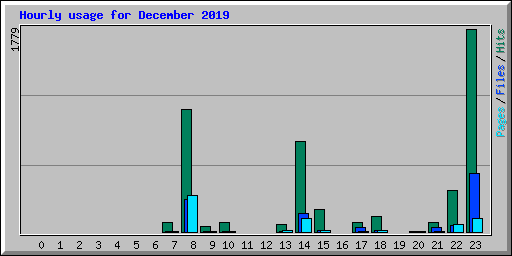 Hourly usage for December 2019
1779
Pages/Files/Hits
0 1 2 3 4 5 6 7 8 9 10 11 12 13 14 15 16 17 18 19 20 21 22 23